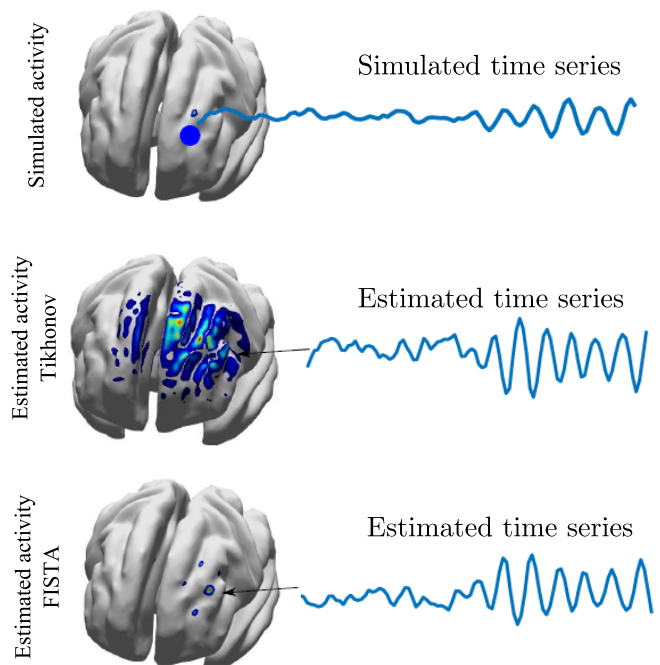 Simulated activity
Simulated time series
Estimated activity
Tikhonov
Estimated time series
Estimated activity
FISTA
Estimated time series